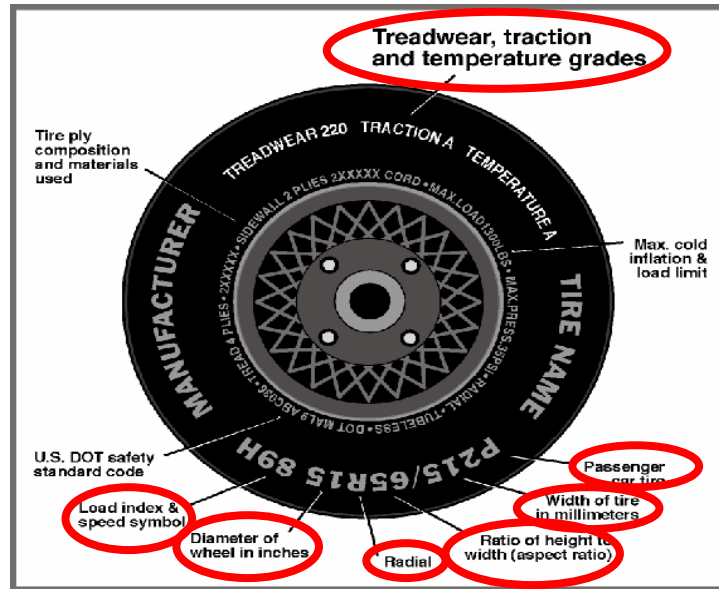 Treadwear, traction
and temperature grades
Tire ply
composition
and materials
used
TREADWEAR 220 TRACTION A TEMPERATURE A
SIDEWALL 2 PLIES 2XXXXX CORD • MAX.LOAD1300LBS • MAX.PRESS.35PSI • RADIAL • TUBELESS • DOT MAL9 ABC036 • TREAD 4 PLIES • 2XXXXX •
Max. cold
inflation &
load limit
MANUFACTURER
TIRE NAME
P215/65R15 89H
U.S. DOT safety
standard code
Load index &
speed symbol
Diameter of
wheel in inches
Radial
Ratio of height to
width (aspect ratio)
Width of tire
in millimeters
Passenger
car tire